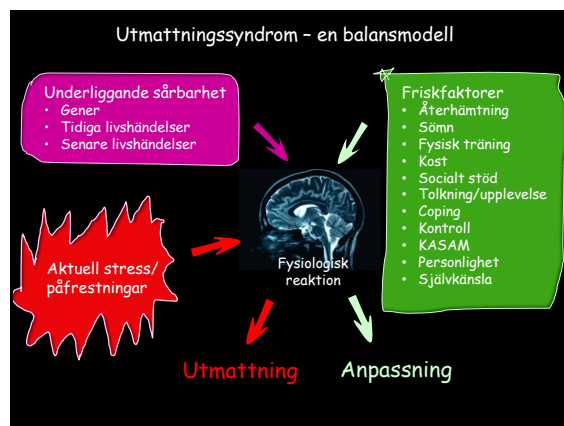 Utmattningssyndrom – en balansmodell
Underliggande sårbarhet
• Gener
• Tidiga livshändelser
• Senare livshändelser
Friskfaktorer
• Återhämtning
• Sömn
• Fysisk träning
• Kost
• Socialt stöd
• Tolkning/upplevelse
• Coping
• Kontroll
• KASAM
• Personlighet
• Självkänsla
Aktuell stress/
påfrestningar
Fysiologisk
reaktion
Utmattning
Anpassning